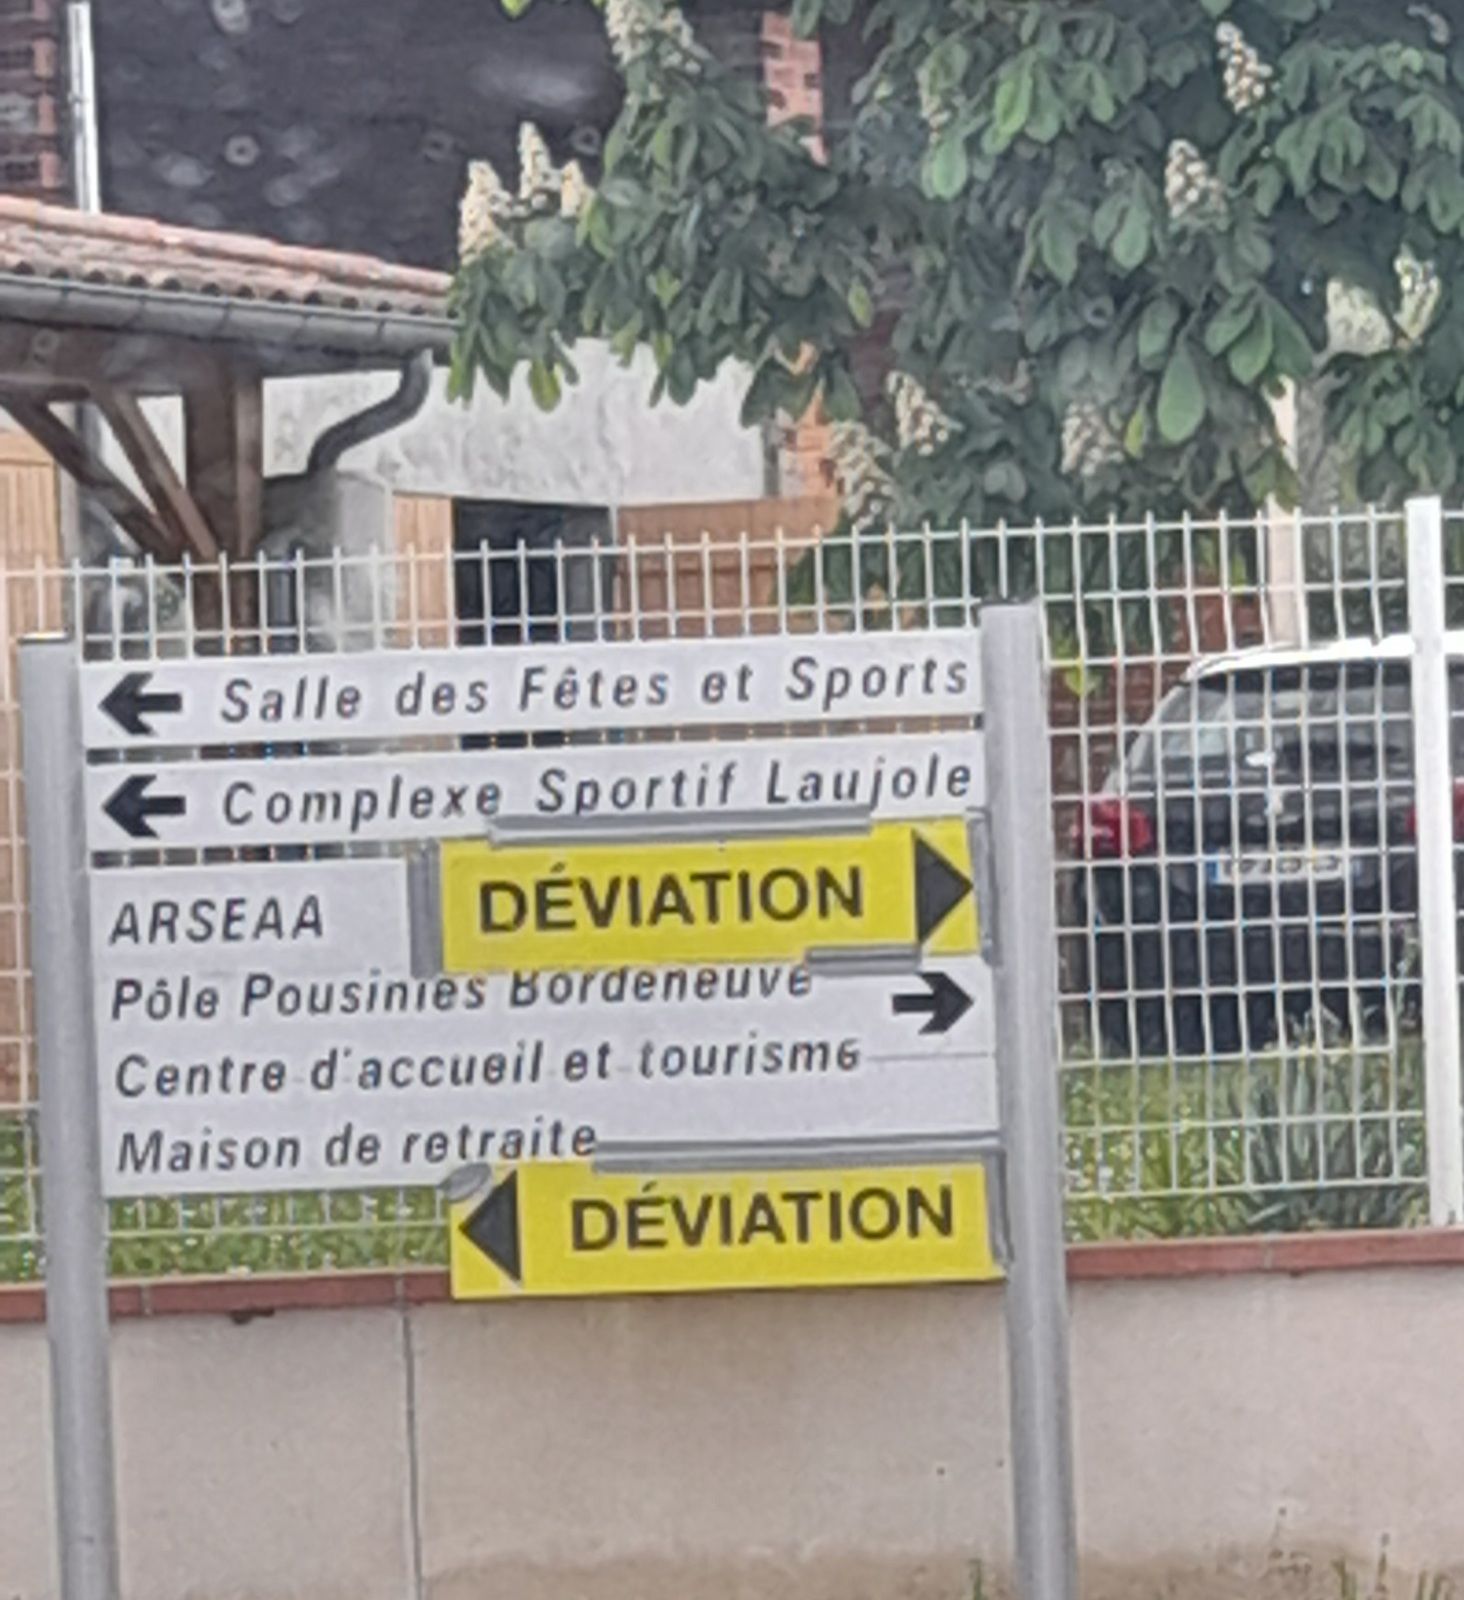 Salle des Fêtes et Sports
Complexe Sportif Laujole
DÉVIATION
ARSEAA
Pôle Pousiniès Bordeneuve
Centre d'accueil et tourisme
Maison de retraite
DÉVIATION